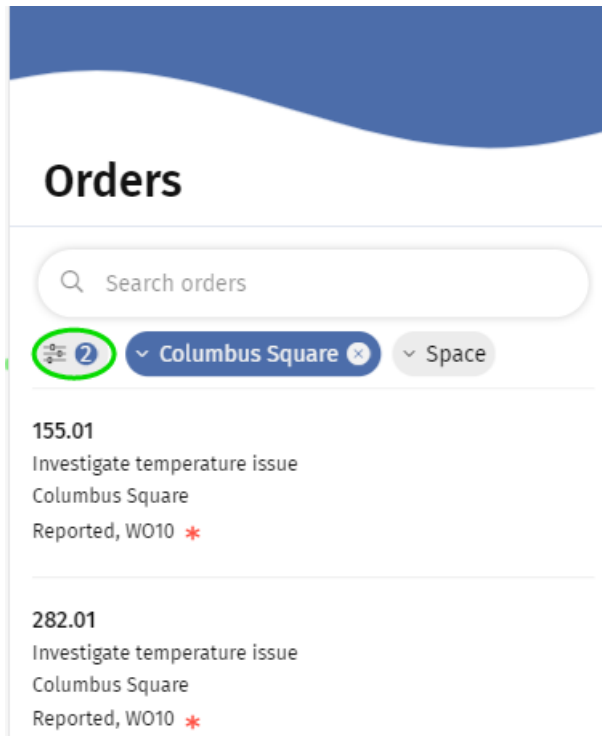 Orders
Search orders
2 Columbus Square Space
155.01
Investigate temperature issue
Columbus Square
Reported, WO10 *
282.01
Investigate temperature issue
Columbus Square
Reported, WO10 *